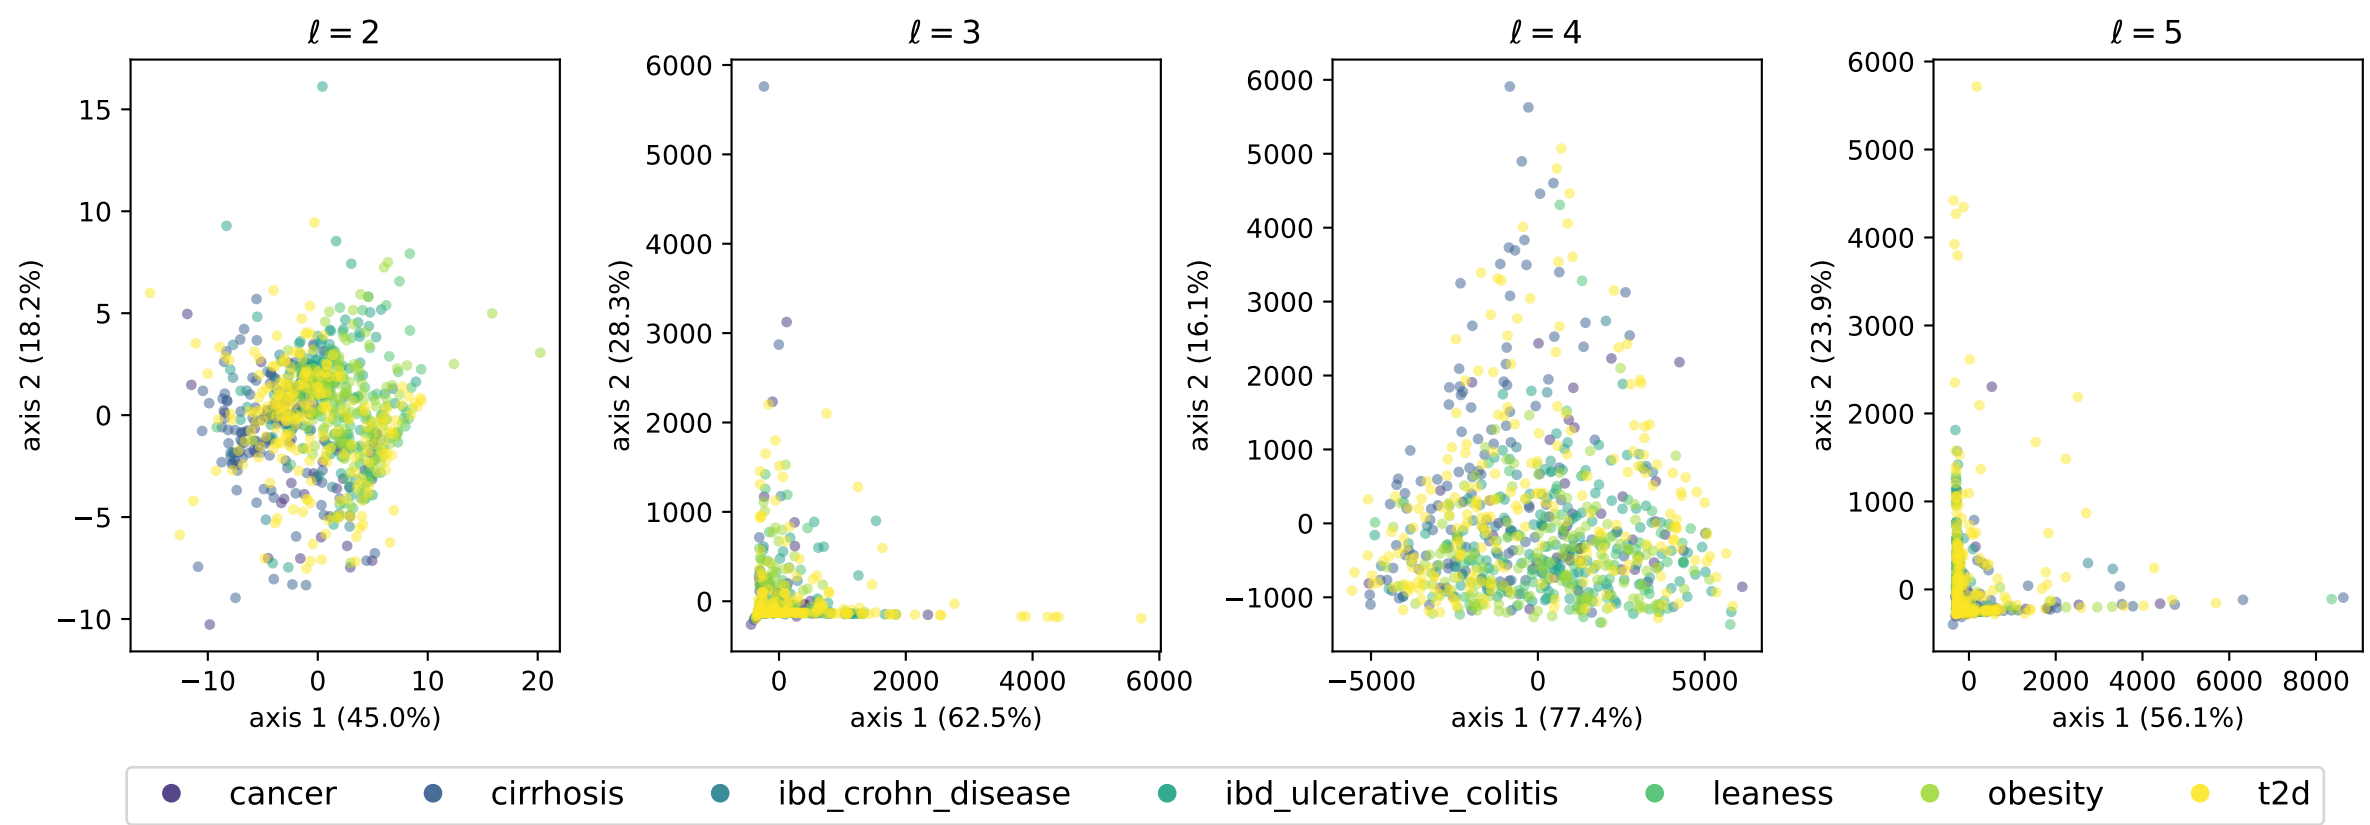 ℓ = 2
ℓ = 3
ℓ = 4
ℓ = 5
15
10
5
0
−5
−10
axis 2 (18.2%)
−10 0 10 20
axis 1 (45.0%)
6000
5000
4000
3000
2000
1000
0
axis 2 (28.3%)
0 2000 4000 6000
axis 1 (62.5%)
6000
5000
4000
3000
2000
1000
0
−1000
axis 2 (16.1%)
−5000 0 5000
axis 1 (77.4%)
6000
5000
4000
3000
2000
1000
0
axis 2 (23.9%)
0 2000 4000 6000 8000
axis 1 (56.1%)
cancer cirrhosis ibd_crohn_disease ibd_ulcerative_colitis leaness obesity t2d